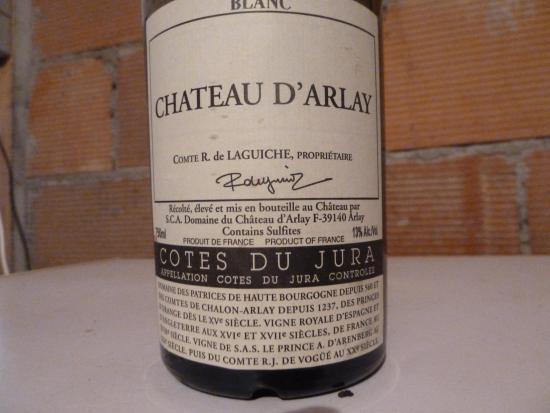 BLANC
CHATEAU D'ARLAY
COMTE R. de LAGUICHE, PROPRIÉTAIRE
Récolté, élevé et mis en bouteille au Château par
S.C.A. Domaine du Château d'Arlay F-39140 Arlay
750ml Contains Sulfites 13% Alc/Vol.
PRODUIT DE FRANCE PRODUCT OF FRANCE
COTES DU JURA
APPELLATION COTES DU JURA CONTROLEE
DOMAINE DES PATRICES DE HAUTE BOURGOGNE DEPUIS 560 ET
DES COMTES DE CHALON-ARLAY DEPUIS 1237, DES PRINCES
D'ORANGE DÈS LE XVe SIÈCLE. VIGNE ROYALE D'ESPAGNE ET
D'ANGLETERRE AUX XVIe ET XVIIe SIÈCLES, DE FRANCE AU
SIÈCLE. VIGNE DE S.A.S. LE PRINCE A. D'ARENBERG AU
SIÈCLE, PUIS DU COMTE R.J. DE VOGÜÉ AU XXe SIÈCLE.